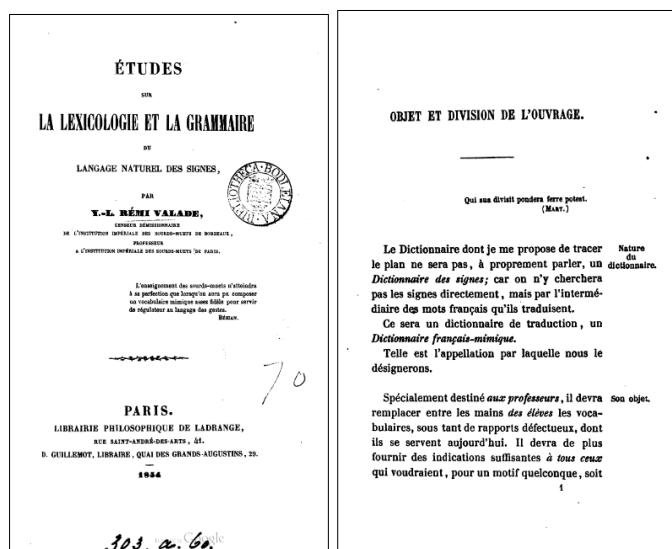 ÉTUDES
SUR
LA LEXICOLOGIE ET LA GRAMMAIRE
DU
LANGAGE NATUREL DES SIGNES,
PAR
Y.-L. RÉMI VALADE,
CENSEUR DÉMISSIONNAIRE
DE L'INSTITUTION IMPÉRIALE DES SOURDS-MUETS DE BORDEAUX,
PROFESSEUR
A L'INSTITUTION IMPÉRIALE DES SOURDS-MUETS DE PARIS.
BIBLIOTHECA BODLEIANA
L'enseignement des sourds-muets n'atteindra
à sa perfection que lorsqu'on aura pu composer
un vocabulaire mimique assez fidèle pour servir
de régulateur au langage des gestes.
BÉBIAN.
70
PARIS.
LIBRAIRIE PHILOSOPHIQUE DE LADRANGE,
RUE SAINT-ANDRÉ-DES-ARTS, 41.
D. GUILLEMOT, LIBRAIRE, QUAI DES GRANDS-AUGUSTINS, 29.
1854
303. a. 60.
Google
OBJET ET DIVISION DE L'OUVRAGE.
Qui sua divisit pondera ferre potest.
(MART.)
Le Dictionnaire dont je me propose de tracer
le plan ne sera pas, à proprement parler, un
Dictionnaire des signes; car on n'y cherchera
pas les signes directement, mais par l'intermé-
diaire des mots français qu'ils traduisent.
Nature
du
dictionnaire.
Ce sera un dictionnaire de traduction, un
Dictionnaire français-mimique.
Telle est l'appellation par laquelle nous le
désignerons.
Spécialement destiné aux professeurs, il devra
Son objet.
remplacer entre les mains des élèves les voca-
bulaires, sous tant de rapports défectueux, dont
ils se servent aujourd'hui. Il devra de plus
fournir des indications suffisantes à tous ceux
qui voudraient, pour un motif quelconque, soit
1